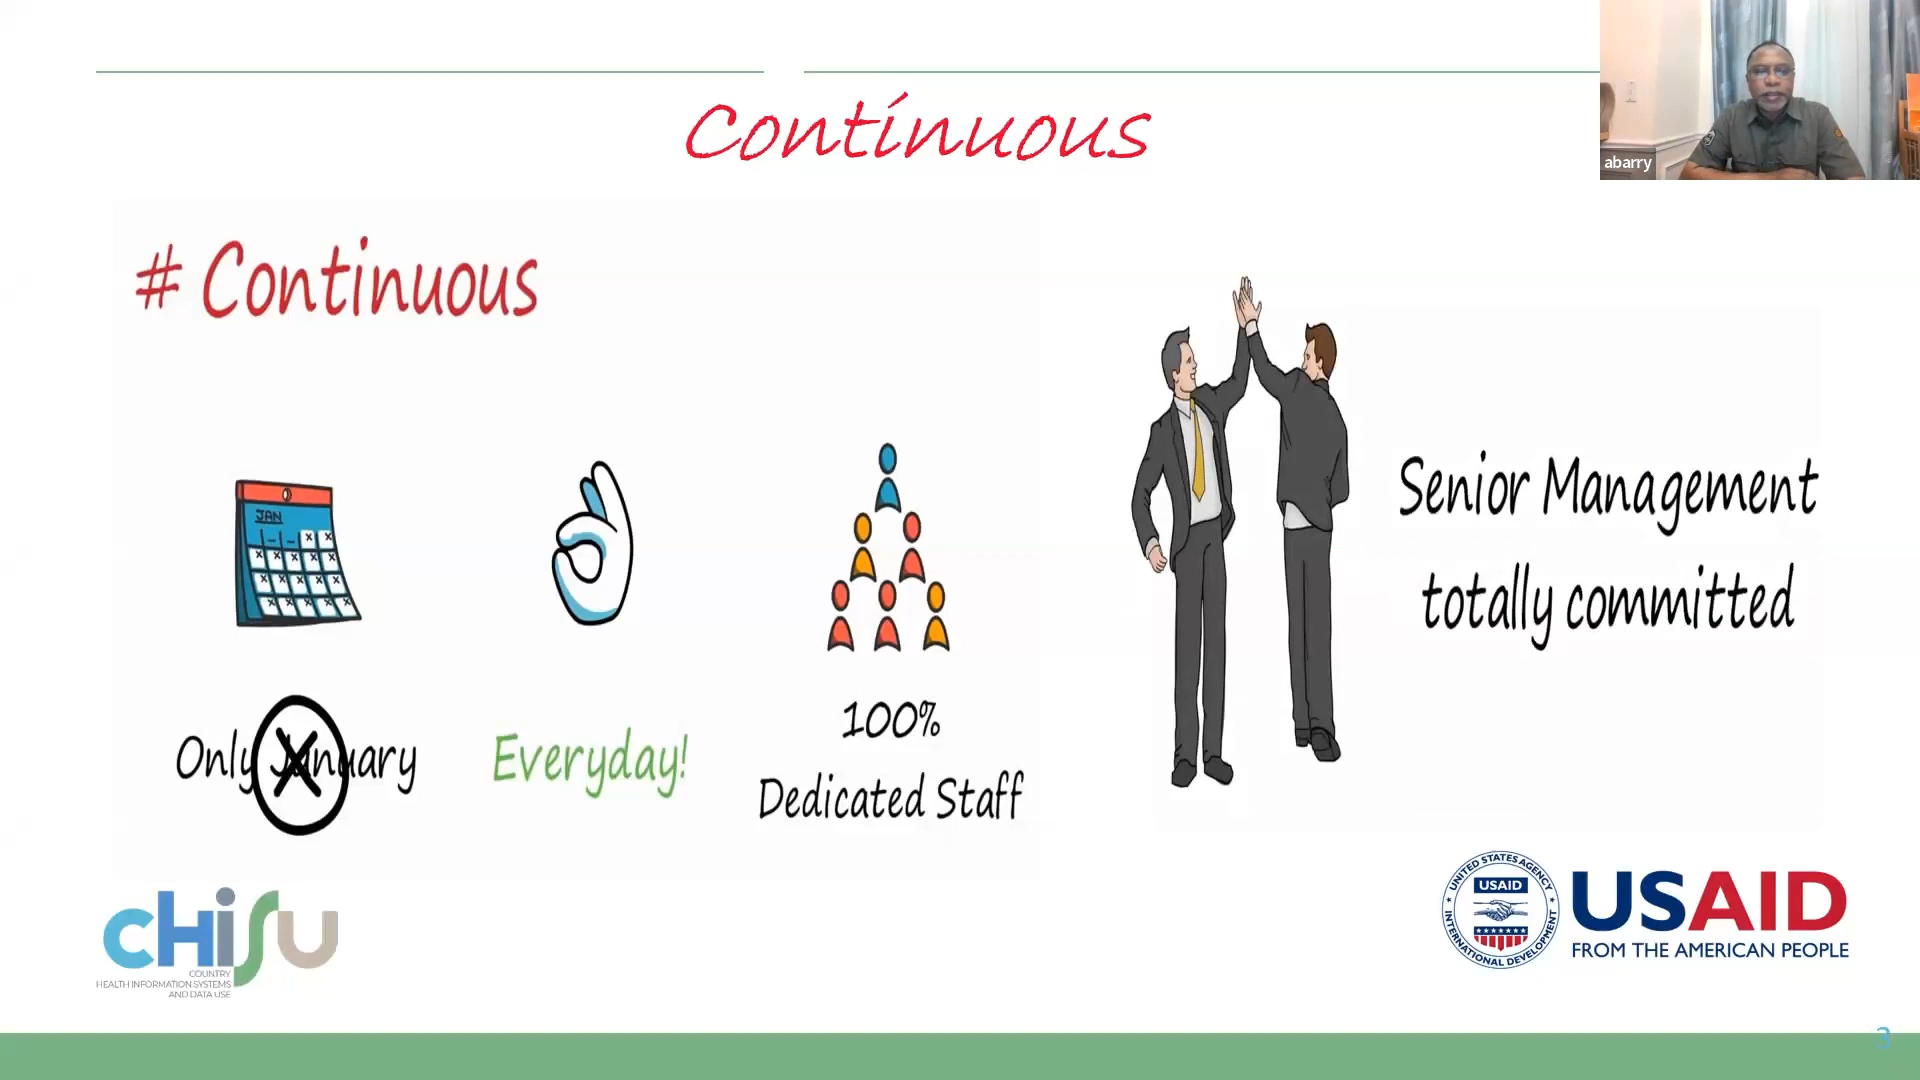 Continuous
abarry
# Continuous
JAN
Only January
Everyday!
100%
Dedicated Staff
Senior Management
totally committed
CHISU
COUNTRY
HEALTH INFORMATION SYSTEMS
AND DATA USE
UNITED STATES AGENCY
INTERNATIONAL DEVELOPMENT
USAID
USAID
FROM THE AMERICAN PEOPLE
3